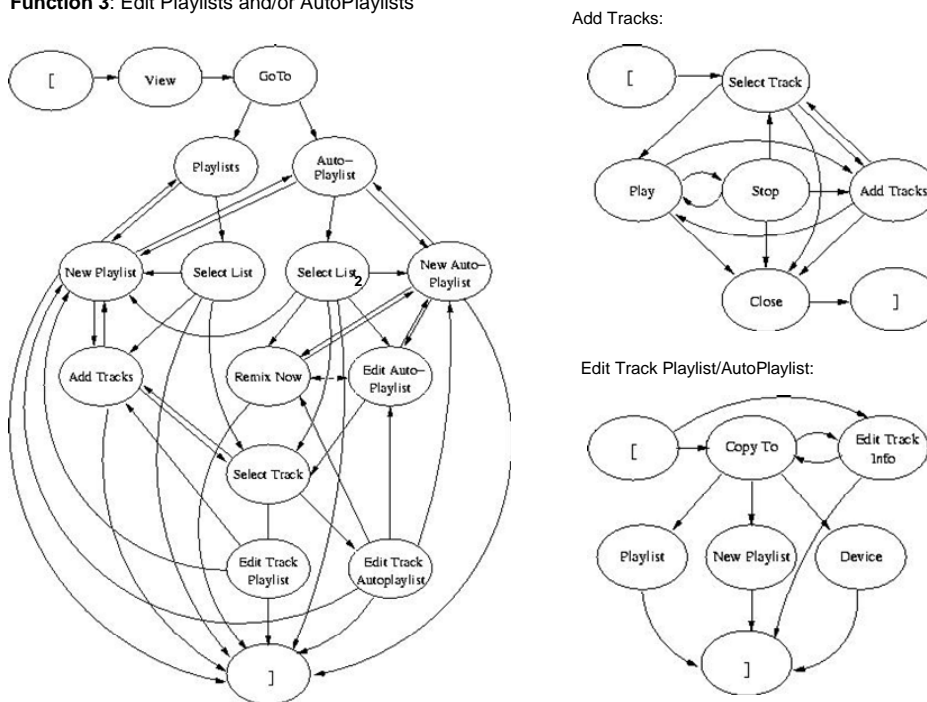 Function 3: Edit Playlists and/or AutoPlaylists
[
View
GoTo
Playlists
Auto-
Playlist
New Playlist
Select List
Select List
2
New Auto-
Playlist
Add Tracks
Remix Now
Edit Auto-
Playlist
Select Track
Edit Track
Playlist
Edit Track
Autoplaylist
]
Add Tracks:
[
Select Track
Play
Stop
Add Tracks
Close
]
Edit Track Playlist/AutoPlaylist:
[
Copy To
Edit Track
Info
Playlist
New Playlist
Device
]